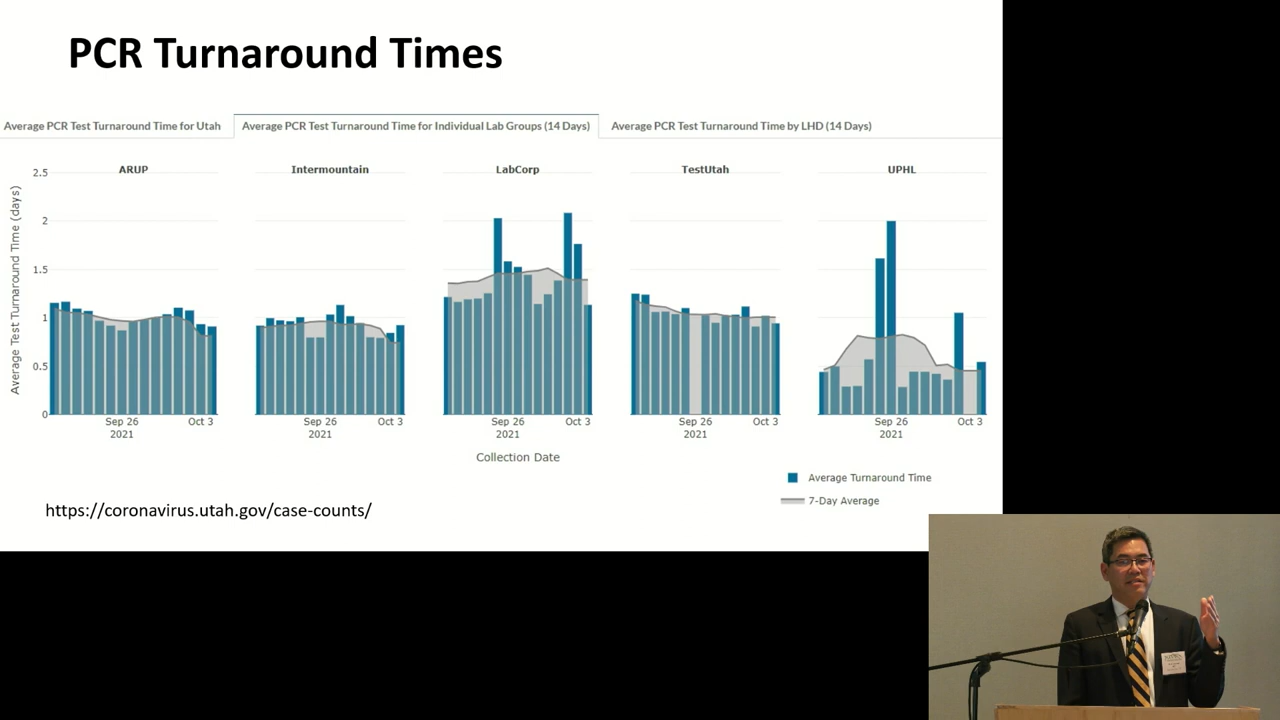 PCR Turnaround Times
Average PCR Test Turnaround Time for Utah
Average PCR Test Turnaround Time for Individual Lab Groups (14 Days)
Average PCR Test Turnaround Time by LHD (14 Days)
ARUP
Intermountain
LabCorp
TestUtah
UPHL
Average Test Turnaround Time (days)
2.5
2
1.5
1
0.5
0
Sep 26
2021
Oct 3
Sep 26
2021
Oct 3
Sep 26
2021
Oct 3
Sep 26
2021
Oct 3
Sep 26
2021
Oct 3
Collection Date
Average Turnaround Time
7-Day Average
https://coronavirus.utah.gov/case-counts/